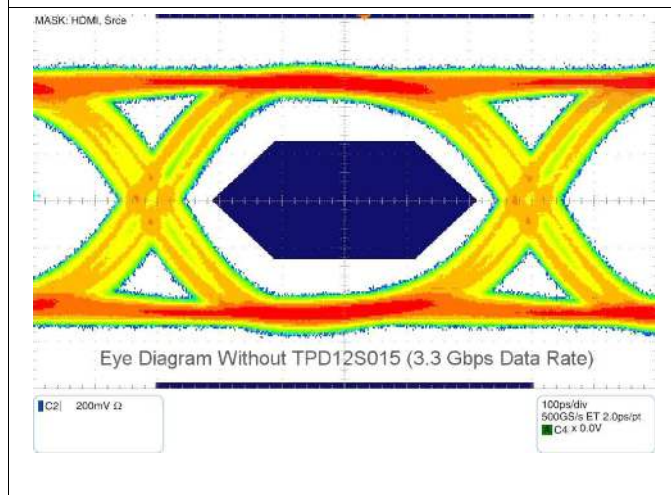 MASK: HDMI, Srce
Eye Diagram Without TPD12S015 (3.3 Gbps Data Rate)
C2 200mV Ω
100ps/div
500GS/s ET 2.0ps/pt
A C4 x 0.0V